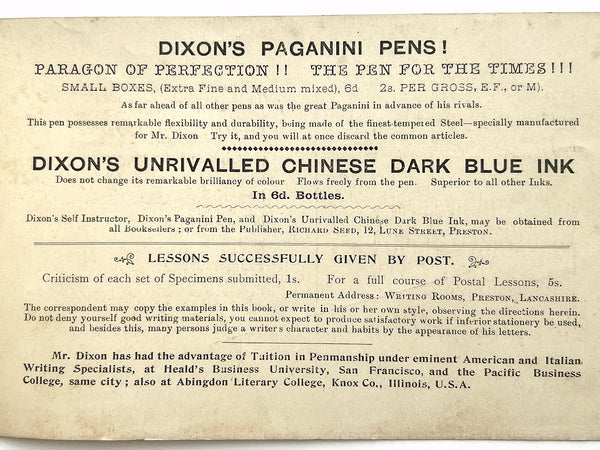 DIXON'S PAGANINI PENS!
PARAGON OF PERFECTION!! THE PEN FOR THE TIMES!!!
SMALL BOXES, (Extra Fine and Medium mixed), 6d 2s. PER GROSS, E.F., or M).
As far ahead of all other pens as was the great Paganini in advance of his rivals.
This pen possesses remarkable flexibility and durability, being made of the finest-tempered Steel—specially manufactured
for Mr. Dixon Try it, and you will at once discard the common articles.
DIXON'S UNRIVALLED CHINESE DARK BLUE INK
Does not change its remarkable brilliancy of colour Flows freely from the pen. Superior to all other Inks.
In 6d. Bottles.
Dixon's Self Instructor, Dixon's Paganini Pen, and Dixon's Unrivalled Chinese Dark Blue Ink, may be obtained from
all Booksellers; or from the Publisher, RICHARD SEED, 12, LUNE STREET, PRESTON.
LESSONS SUCCESSFULLY GIVEN BY POST.
Criticism of each set of Specimens submitted, 1s. For a full course of Postal Lessons, 5s.
Permanent Address: WRITING ROOMS, PRESTON, LANCASHIRE.
The correspondent may copy the examples in this book, or write in his or her own style, observing the directions herein.
Do not deny yourself good writing materials, you cannot expect to produce satisfactory work if inferior stationery be used,
and besides this, many persons judge a writer's character and habits by the appearance of his letters.
Mr. Dixon has had the advantage of Tuition in Penmanship under eminent American and Italian
Writing Specialists, at Heald's Business University, San Francisco, and the Pacific Business
College, same city; also at Abingdon Literary College, Knox Co., Illinois, U.S.A.